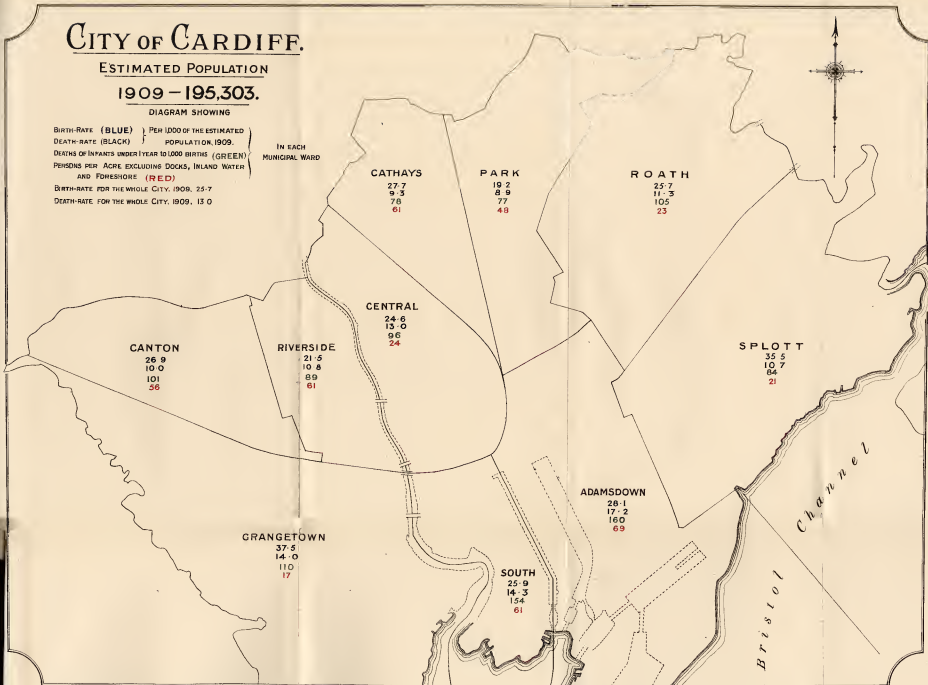 CITY OF CARDIFF.
ESTIMATED POPULATION
1909 – 195,303.
DIAGRAM SHOWING
BIRTH-RATE (BLUE)
DEATH-RATE (BLACK)
PER 1,000 OF THE ESTIMATED
POPULATION, 1909.
DEATHS OF INFANTS UNDER 1 YEAR TO 1,000 BIRTHS (GREEN)
PERSONS PER ACRE EXCLUDING DOCKS, INLAND WATER
AND FORESHORE (RED)
IN EACH
MUNICIPAL WARD
BIRTH-RATE FOR THE WHOLE CITY, 1909, 25·7
DEATH-RATE FOR THE WHOLE CITY, 1909, 13·0
CATHAYS
27·7
9·3
78
61
PARK
19·2
8·9
77
48
ROATH
25·7
11·3
105
23
CENTRAL
24·6
13·0
96
24
CANTON
26·9
10·0
101
56
RIVERSIDE
21·5
10·8
89
61
SPLOTT
35·5
10·7
84
21
ADAMSDOWN
28·1
17·2
160
69
GRANGETOWN
37·5
14·0
110
17
SOUTH
25·9
14·3
154
61
Bristol Channel